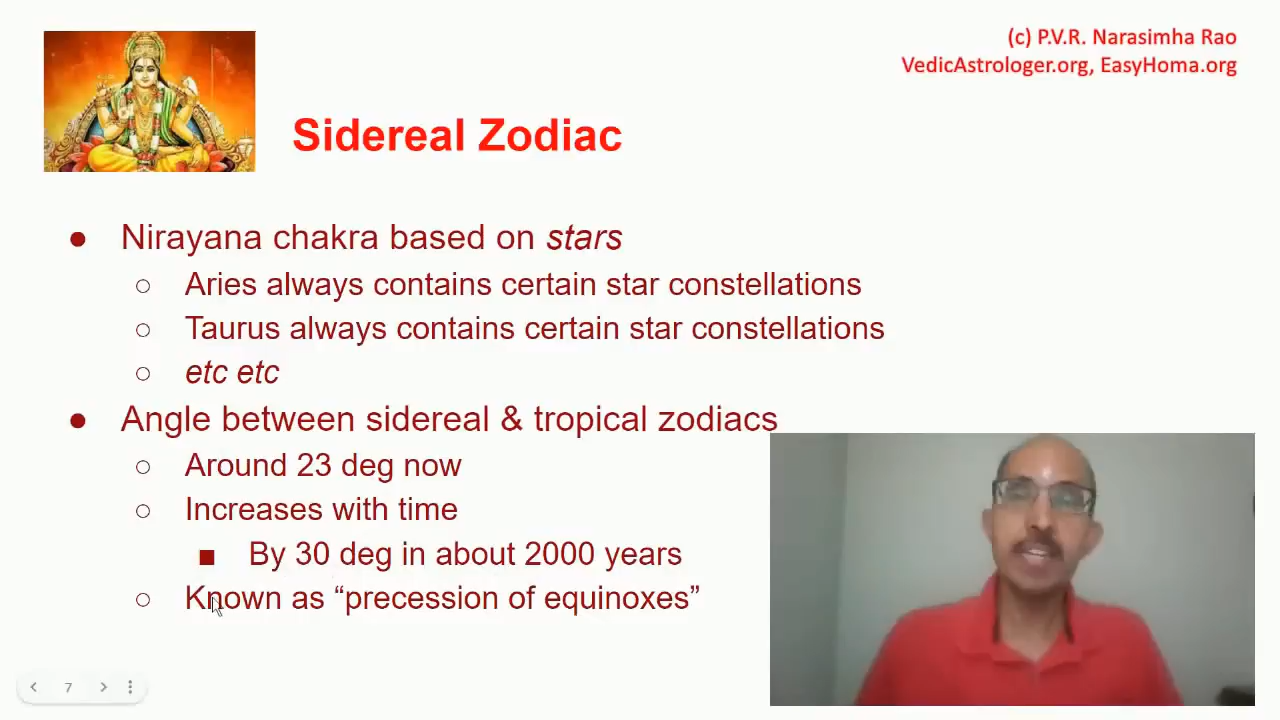 (c) P.V.R. Narasimha Rao
VedicAstrologer.org, EasyHoma.org
Sidereal Zodiac
● Nirayana chakra based on stars
○ Aries always contains certain star constellations
○ Taurus always contains certain star constellations
○ etc etc
● Angle between sidereal & tropical zodiacs
○ Around 23 deg now
○ Increases with time
■ By 30 deg in about 2000 years
○ Known as “precession of equinoxes”
7